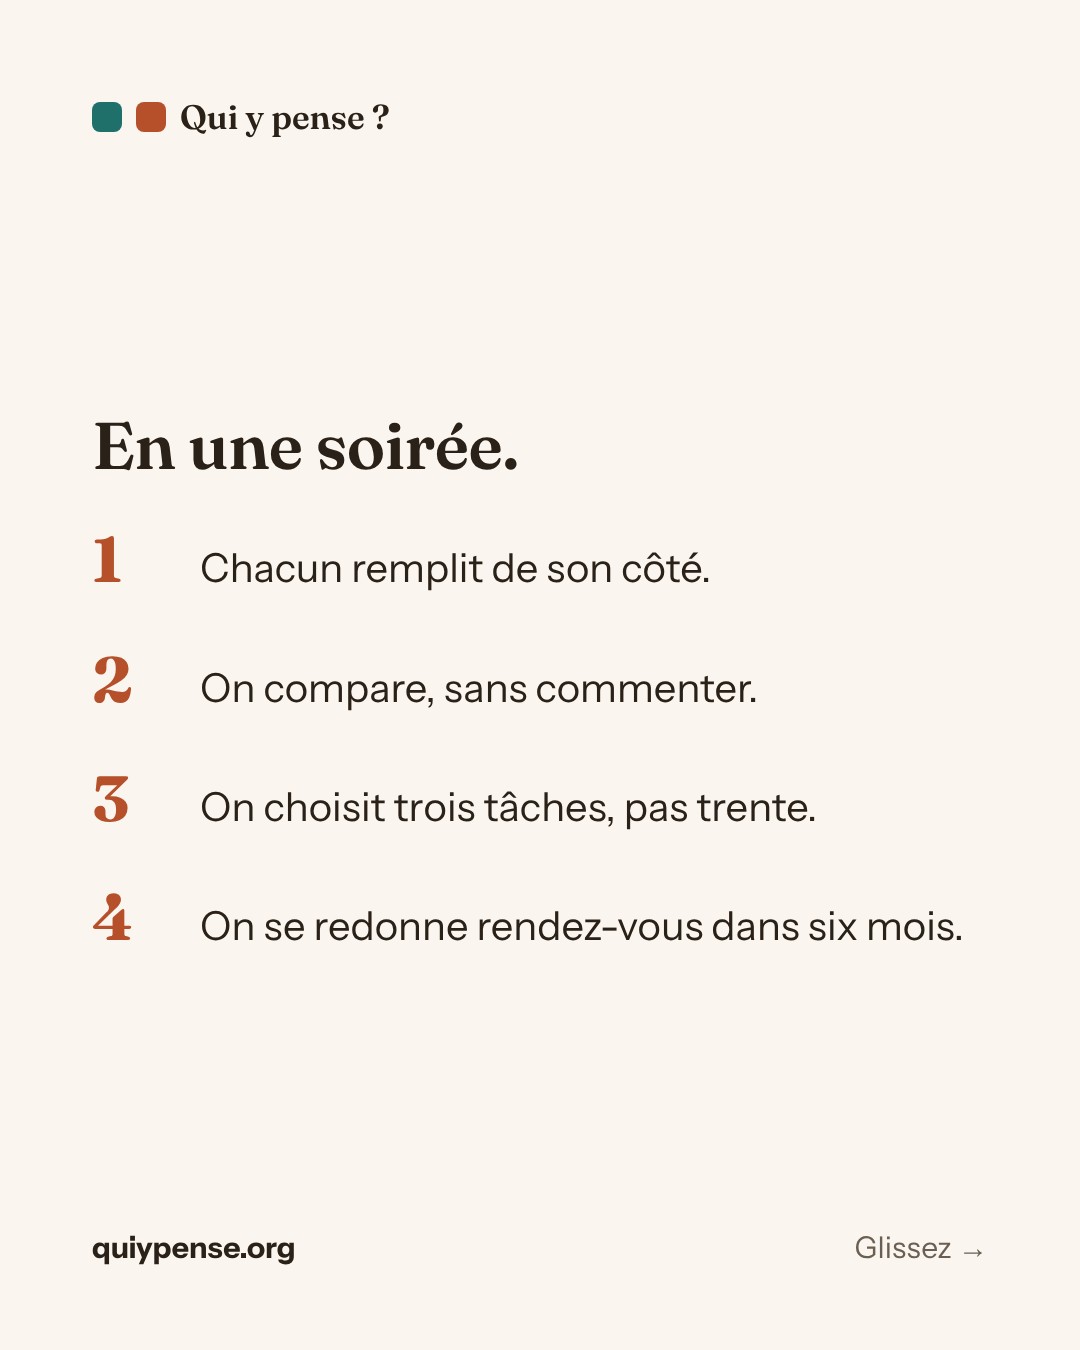 Qui y pense ?
En une soirée.
1 Chacun remplit de son côté.
2 On compare, sans commenter.
3 On choisit trois tâches, pas trente.
4 On se redonne rendez-vous dans six mois.
quiypense.org
Glissez →